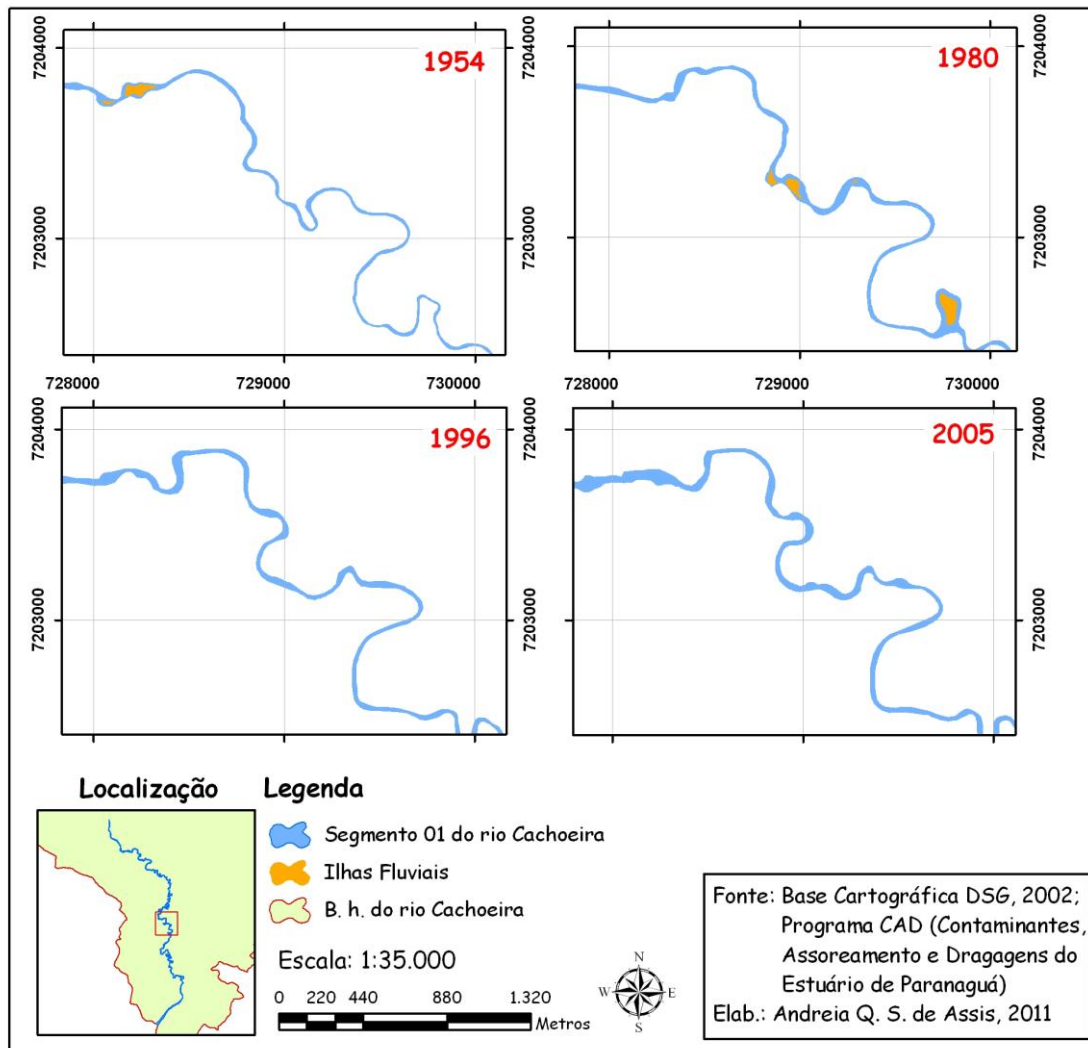 1954
1980
7204000
7203000
7204000
7203000
7204000
7203000
7204000
7203000
728000
729000
730000
728000
729000
730000
1996
2005
7204000
7203000
7204000
7203000
7204000
7203000
Localização
Legenda
Segmento 01 do rio Cachoeira
Ilhas Fluviais
B. h. do rio Cachoeira
Escala: 1:35.000
0 220 440 880 1.320
Metros
N
W E
S
Fonte: Base Cartográfica DSG, 2002;
Programa CAD (Contaminantes,
Assoreamento e Dragagens do
Estuário de Paranaguá)
Elab.: Andreia Q. S. de Assis, 2011